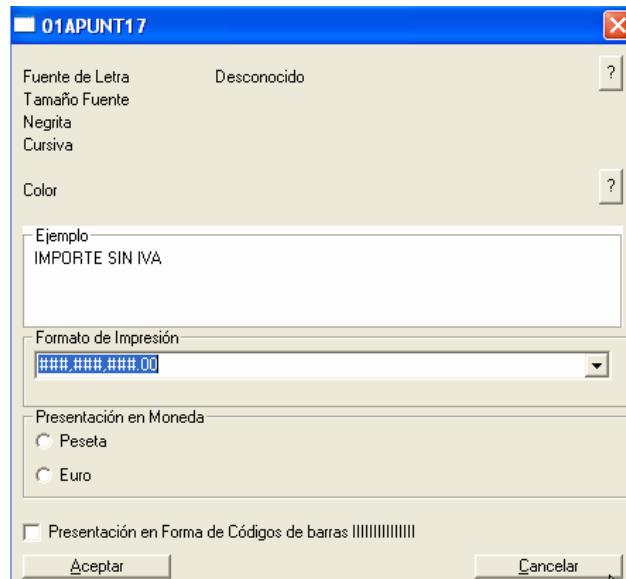 01APUNT17
Fuente de Letra Desconocido ?
Tamaño Fuente
Negrita
Cursiva
Color ?
Ejemplo
IMPORTE SIN IVA
Formato de Impresión
###,###,###.00
Presentación en Moneda
Peseta
Euro
Presentación en Forma de Códigos de barras IIIIIIIIIIIIIII
Aceptar Cancelar